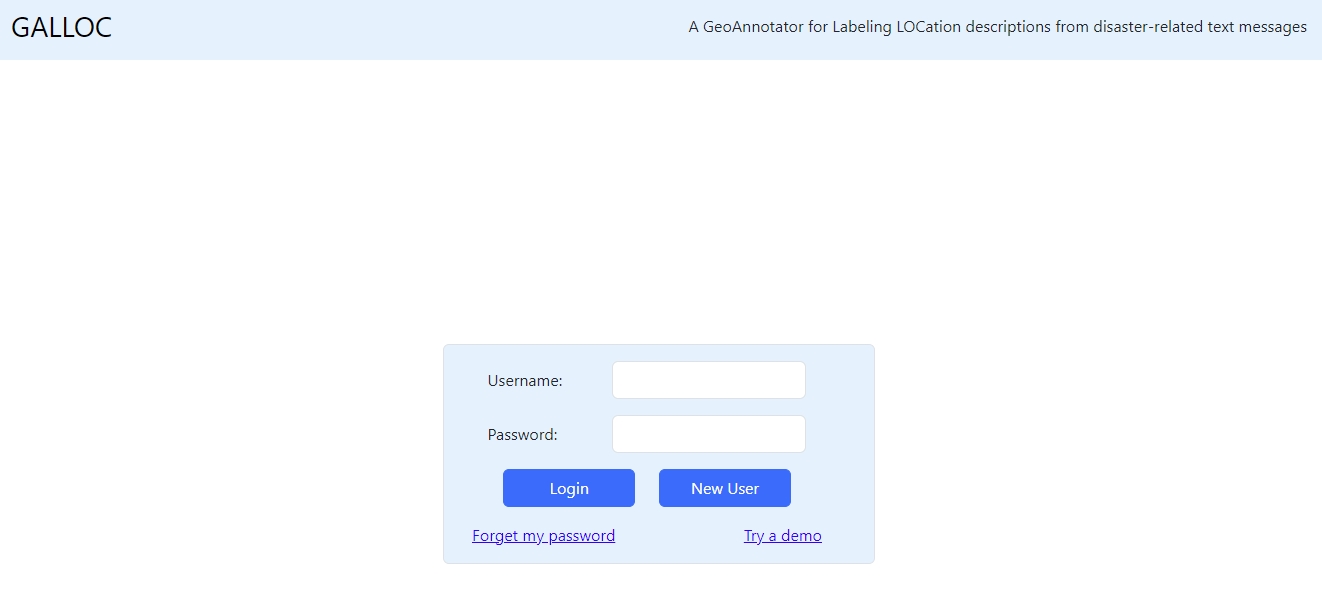 GALLOC
A GeoAnnotator for Labeling LOCation descriptions from disaster-related text messages
Username:
Password:
Login
New User
Forget my password
Try a demo